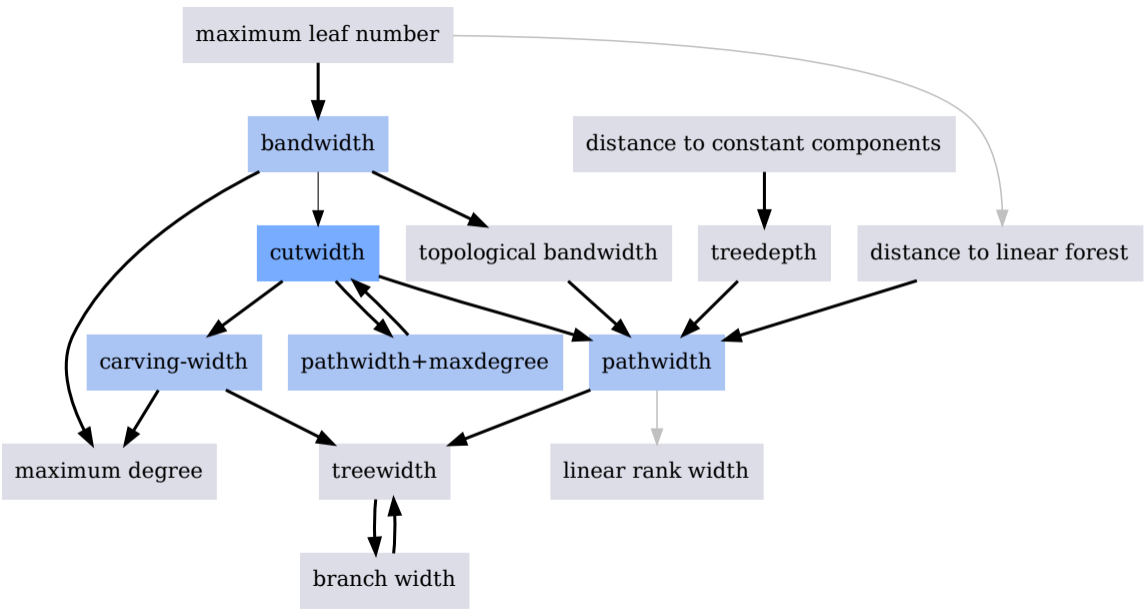 maximum leaf number
bandwidth
distance to constant components
cutwidth
topological bandwidth
treedepth
distance to linear forest
carving-width
pathwidth+maxdegree
pathwidth
maximum degree
treewidth
linear rank width
branch width